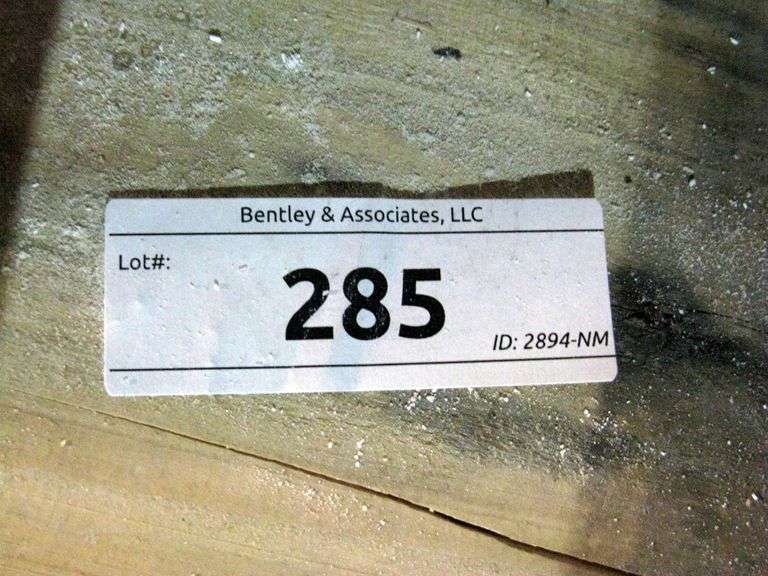 Bentley & Associates, LLC
Lot#:
285
ID: 2894-NM